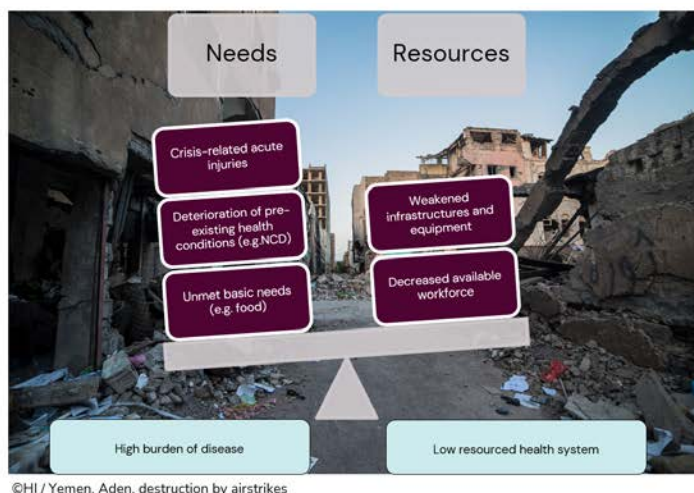 Needs
Resources
Crisis-related acute
injuries
Deterioration of pre-
existing health
conditions (e.g.NCD)
Unmet basic needs
(e.g. food)
Weakened
infrastructures and
equipment
Decreased available
workforce
High burden of disease
Low resourced health system
©HI / Yemen, Aden, destruction by airstrikes